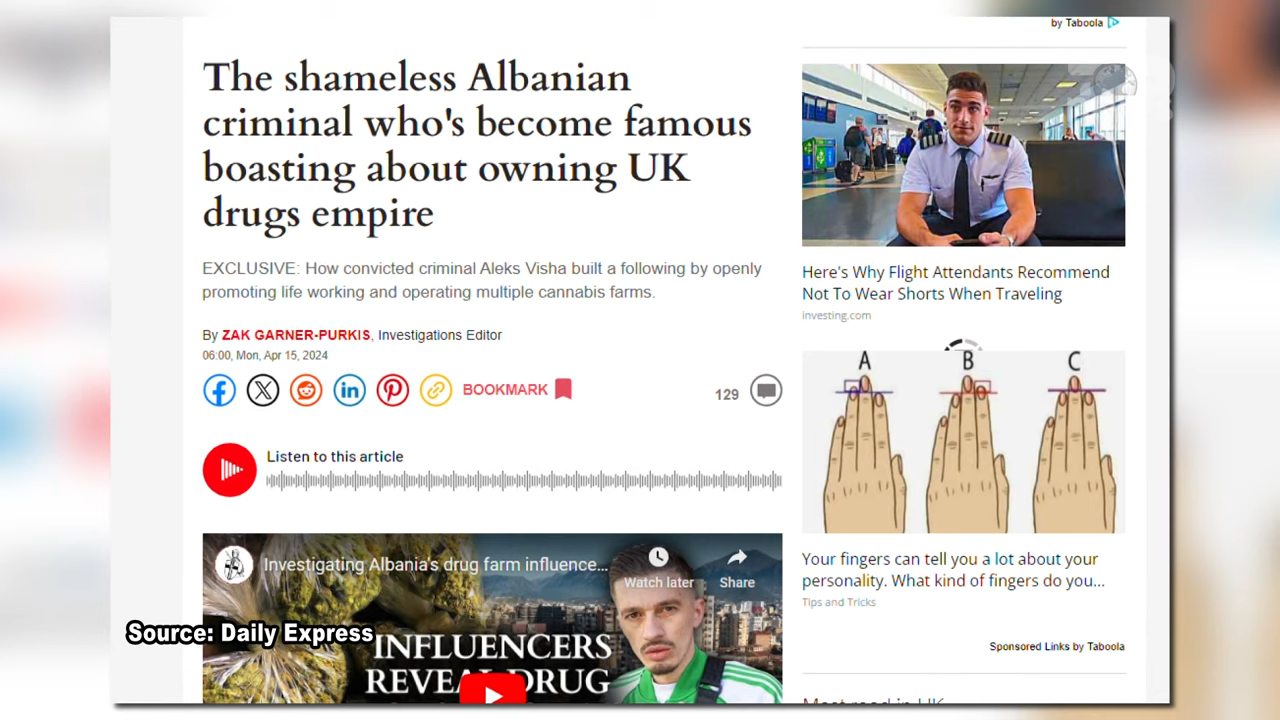 by Taboola
The shameless Albanian
criminal who's become famous
boasting about owning UK
drugs empire
EXCLUSIVE: How convicted criminal Aleks Visha built a following by openly
promoting life working and operating multiple cannabis farms.
By ZAK GARNER-PURKIS, Investigations Editor
06:00, Mon, Apr 15, 2024
BOOKMARK
129
Listen to this article
Investigating Albania's drug farm influence...
Watch later
Share
INFLUENCERS
REVEAL DRUG
Source: Daily Express
Here's Why Flight Attendants Recommend
Not To Wear Shorts When Traveling
investing.com
A B C
Your fingers can tell you a lot about your
personality. What kind of fingers do you...
Tips and Tricks
Sponsored Links by Taboola
Most read in UK